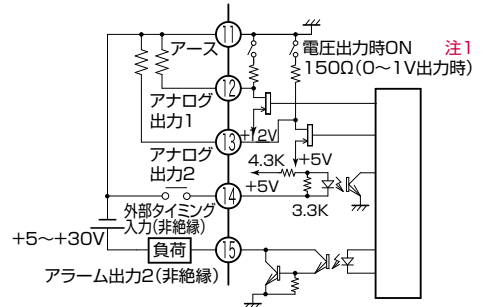 11
アース
電圧出力時ON 注1
150Ω(0～1V出力時)
12
アナログ
出力1
+12V
13
アナログ
出力2
4.3K
+5V
+5V
14
3.3K
外部タイミング
入力(非絶縁)
+5～+30V
負荷
15
アラーム出力2(非絶縁)